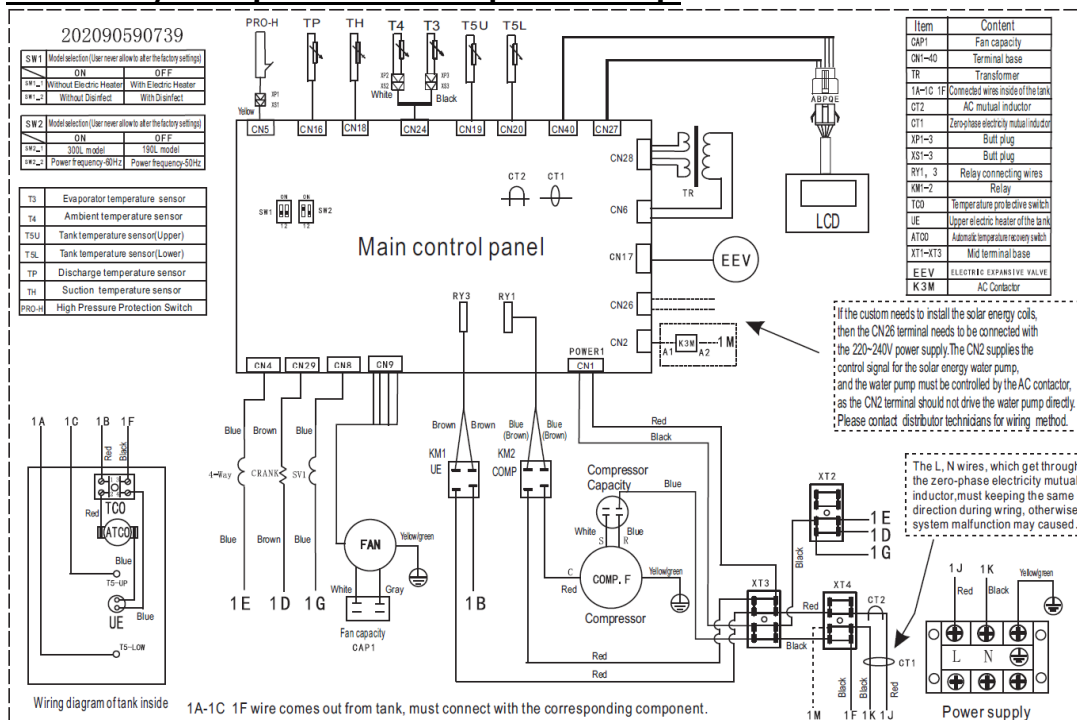 202090590739
SW1 Model selection (User never allow to alter the factory settings)
ON OFF
SW1_1 Without Electric Heater With Electric Heater
SW1_2 Without Disinfect With Disinfect
SW2 Model selection (User never allow to alter the factory settings)
ON OFF
SW2_1 300L model 190L model
SW2_2 Power frequency-60Hz Power frequency-50Hz
T3 Evaporator temperature sensor
T4 Ambient temperature sensor
T5U Tank temperature sensor(Upper)
T5L Tank temperature sensor(Lower)
TP Discharge temperature sensor
TH Suction temperature sensor
PRO-H High Pressure Protection Switch
PRO-H TP TH T4 T3 T5U T5L
XP2 XP3
XS2 XS3
White Black
XP1
XS1
Yellow
CN5 CN16 CN18 CN24 CN19 CN20 CN40 CN27
CN28
TR
CN6
CN17
EEV
CN26
CN2
A1 K3M A2 1M
CT2 CT1
ON ON
SW1 SW2
12 12
Main control panel
RY3 RY1
POWER1
CN4 CN29 CN8 CN9 CN1
ABPQE
LCD
Item Content
CAP1 Fan capacity
CN1-40 Terminal base
TR Transformer
1A-1C 1F Connected wires inside of the tank
CT2 AC mutual inductor
CT1 Zero-phase electricity mutual inductor
XP1-3 Butt plug
XS1-3 Butt plug
RY1, 3 Relay connecting wires
KM1-2 Relay
TCO Temperature protective switch
UE Upper electric heater of the tank
ATCO Automatic temperature recovery switch
XT1-XT3 Mid terminal base
EEV ELECTRIC EXPANSIVE VALVE
K3M AC Contactor
If the custom needs to install the solar energy coils,
then the CN26 terminal needs to be connected with
the 220~240V power supply.The CN2 supplies the
control signal for the solar energy water pump,
and the water pump must be controlled by the AC contactor,
as the CN2 terminal should not drive the water pump directly.
Please contact distributor technicians for wiring method.
The L, N wires, which get through
the zero-phase electricity mutual
inductor,must keeping the same
direction during wring, otherwise
system malfunction may caused.
1A 1C 1B 1F
Red Black
TCO
Red
ATCO
Blue
T5-UP
UE
Blue
T5-LOW
Wiring diagram of tank inside
Blue Brown Blue
4-Way CRANK SV1
Blue Brown Blue
1E 1D 1G
FAN
Yellow/green
White Gray
Fan capacity
CAP1
Brown Brown Blue (Brown) Blue (Brown)
KM1 KM2
UE COMP
1B
Red
Black
Compressor
Capacity
Blue
White Blue
S R
C
Red
COMP.F
Yellow/green
Compressor
Red
Red
XT3
Red
Black
XT2
1E
1D
1G
Black
XT4
CT2
CT1
Black Black Red
1M 1F 1K 1J
1J 1K Yellow/green
Red Black
L N
Power supply
1A-1C 1F wire comes out from tank, must connect with the corresponding component.